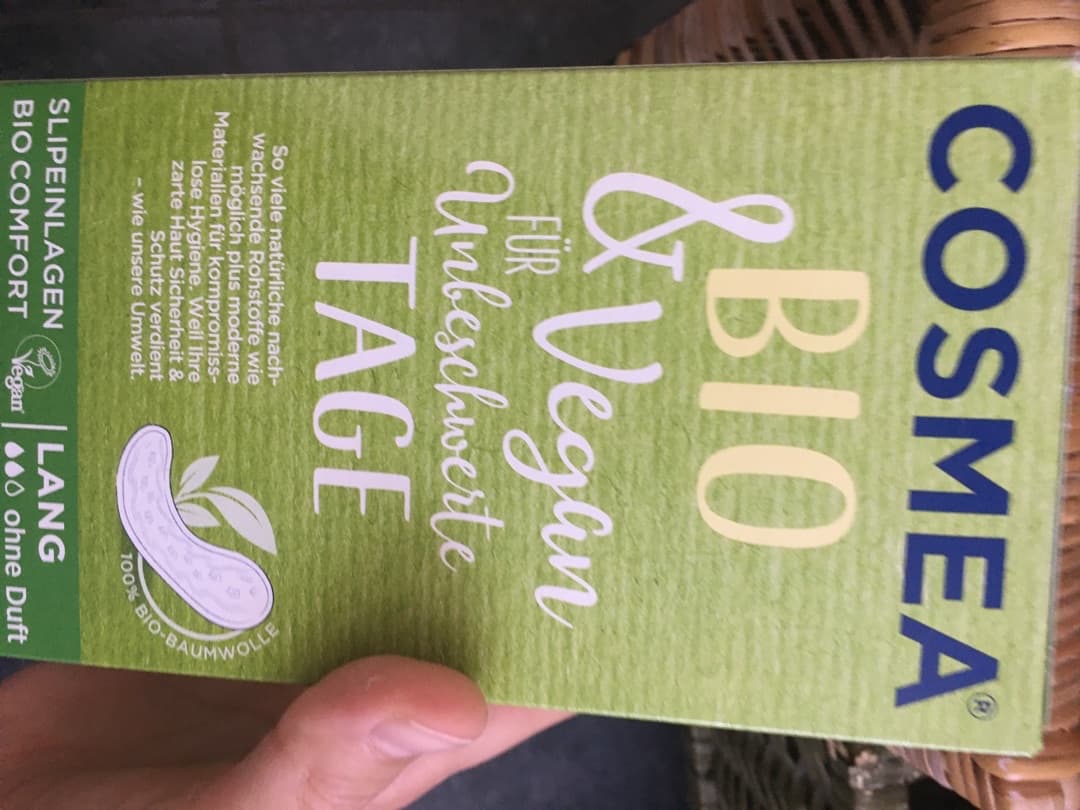 COSMEA®
BIO
& Vegan
FÜR
Unbeschwerte
TAGE
So viele natürliche nach-
wachsende Rohstoffe wie
möglich plus moderne
Materialien für kompromiss-
lose Hygiene. Weil Ihre
zarte Haut Sicherheit &
Schutz verdient
- wie unsere Umwelt.
100% BIO-BAUMWOLLE
SLIPEINLAGEN | LANG
BIO COMFORT Vegan ohne Duft